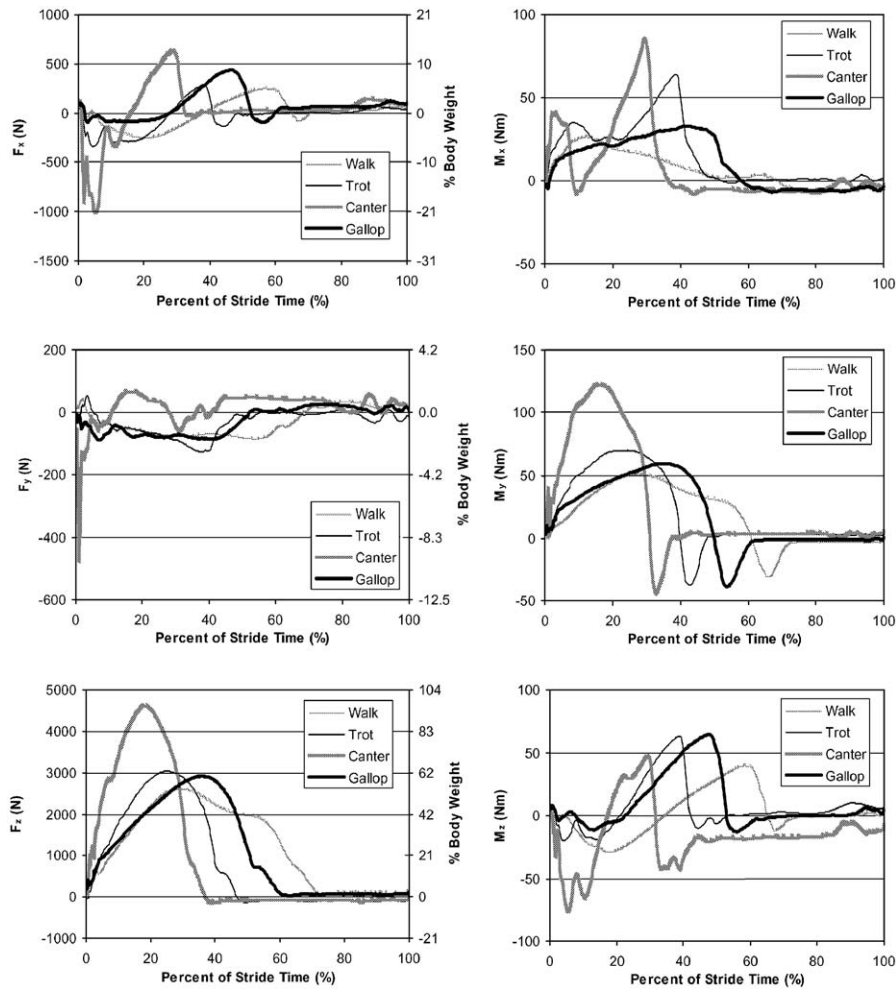 1000
500
0
-500
-1000
-1500
Fx (N)
21
10
0
-10
-21
-31
% Body Weight
Walk
Trot
Canter
Gallop
0 20 40 60 80 100
Percent of Stride Time (%)
100
50
0
-50
Mx (Nm)
Walk
Trot
Canter
Gallop
0 20 40 60 80 100
Percent of Stride Time (%)
200
0
-200
-400
-600
Fy (N)
4.2
0.0
-4.2
-8.3
-12.5
% Body Weight
Walk
Trot
Canter
Gallop
0 20 40 60 80 100
Percent of Stride Time (%)
150
100
50
0
-50
My (Nm)
Walk
Trot
Canter
Gallop
0 20 40 60 80 100
Percent of Stride Time (%)
5000
4000
3000
2000
1000
0
-1000
Fz (N)
104
83
62
42
21
0
-21
% Body Weight
Walk
Trot
Canter
Gallop
0 20 40 60 80 100
Percent of Stride Time (%)
100
50
0
-50
-100
Mz (Nm)
Walk
Trot
Canter
Gallop
0 20 40 60 80 100
Percent of Stride Time (%)